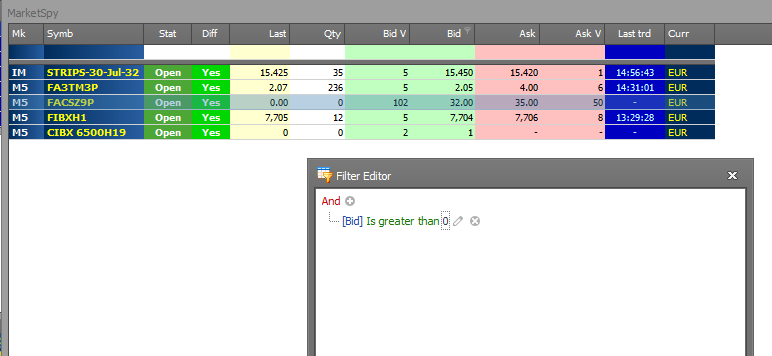 MarketSpy
Mk Symb Stat Diff Last Qty Bid V Bid Ask Ask V Last trd Curr
IM STRIPS-30-Jul-32 Open Yes 15.425 35 5 15.450 15.420 1 14:56:43 EUR
M5 FA3TM3P Open Yes 2.07 236 5 2.05 4.00 6 14:31:01 EUR
M5 FACSZ9P Open Yes 0.00 0 102 32.00 35.00 50 - EUR
M5 FIBXH1 Open Yes 7,705 12 5 7,704 7,706 8 13:29:28 EUR
M5 CIBX 6500H19 Open Yes 0 0 2 1 - - - EUR
Filter Editor
And
[Bid] Is greater than 0